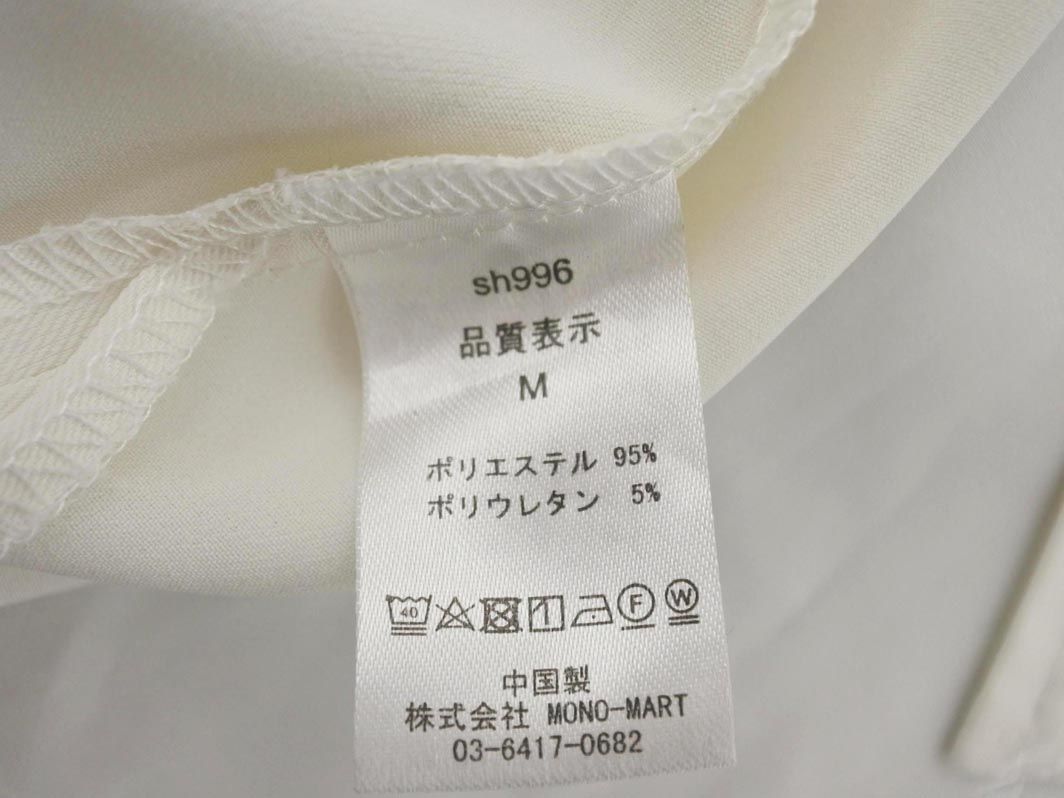 sh996
品質表示
M
ポリエステル 95%
ポリウレタン 5%
40 F W
中国製
株式会社 MONO-MART
03-6417-0682